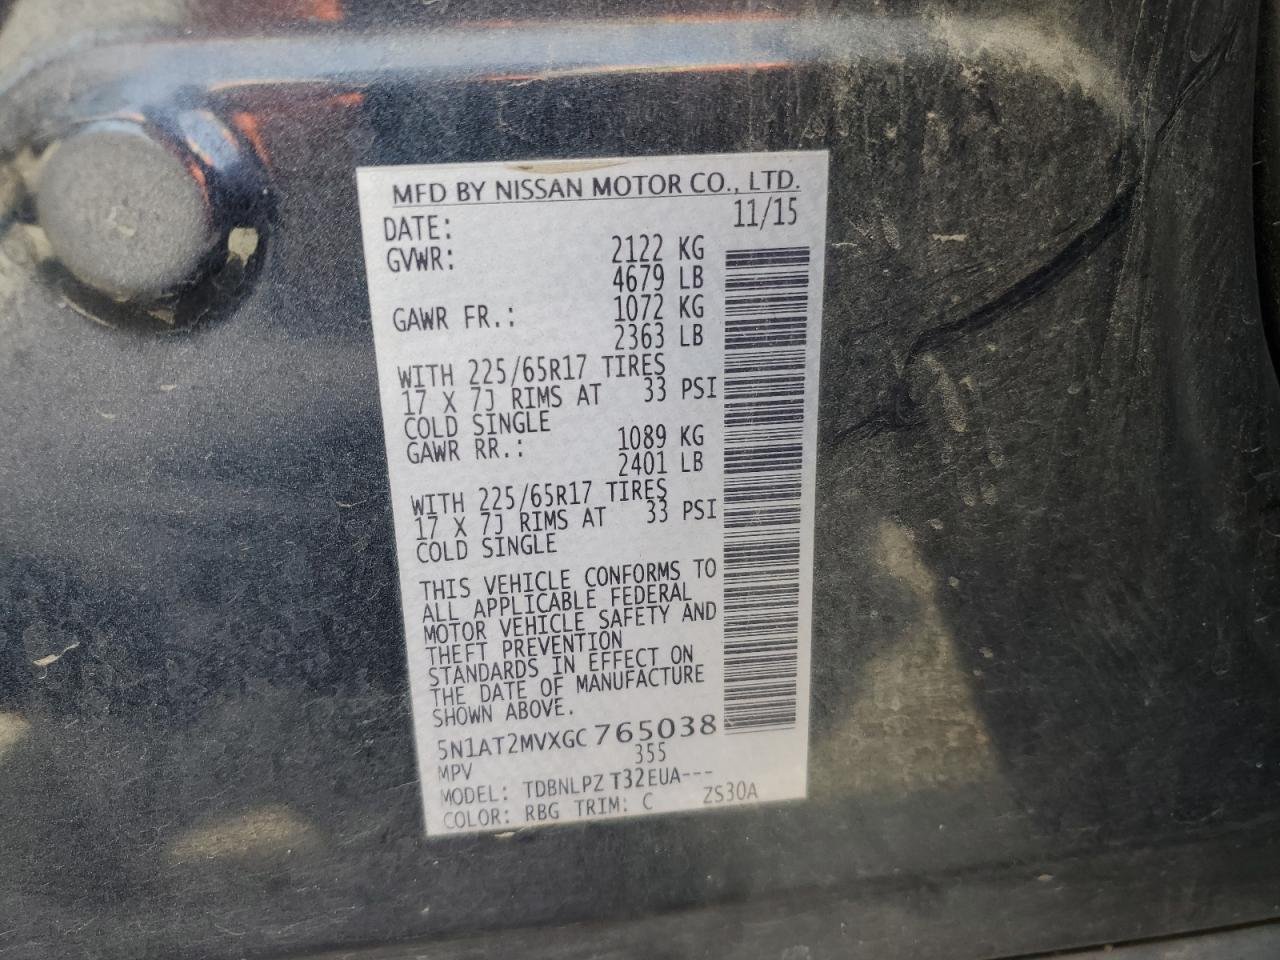 MFD BY NISSAN MOTOR CO., LTD.
DATE: 11/15
GVWR: 2122 KG
4679 LB
GAWR FR.: 1072 KG
2363 LB
WITH 225/65R17 TIRES
17 X 7J RIMS AT 33 PSI
COLD SINGLE
GAWR RR.: 1089 KG
2401 LB
WITH 225/65R17 TIRES
17 X 7J RIMS AT 33 PSI
COLD SINGLE
THIS VEHICLE CONFORMS TO
ALL APPLICABLE FEDERAL
MOTOR VEHICLE SAFETY AND
THEFT PREVENTION
STANDARDS IN EFFECT ON
THE DATE OF MANUFACTURE
SHOWN ABOVE.
5N1AT2MVXGC765038
MPV 355
MODEL: TDBNLPZ T32EUA---
COLOR: RBG TRIM: C ZS30A